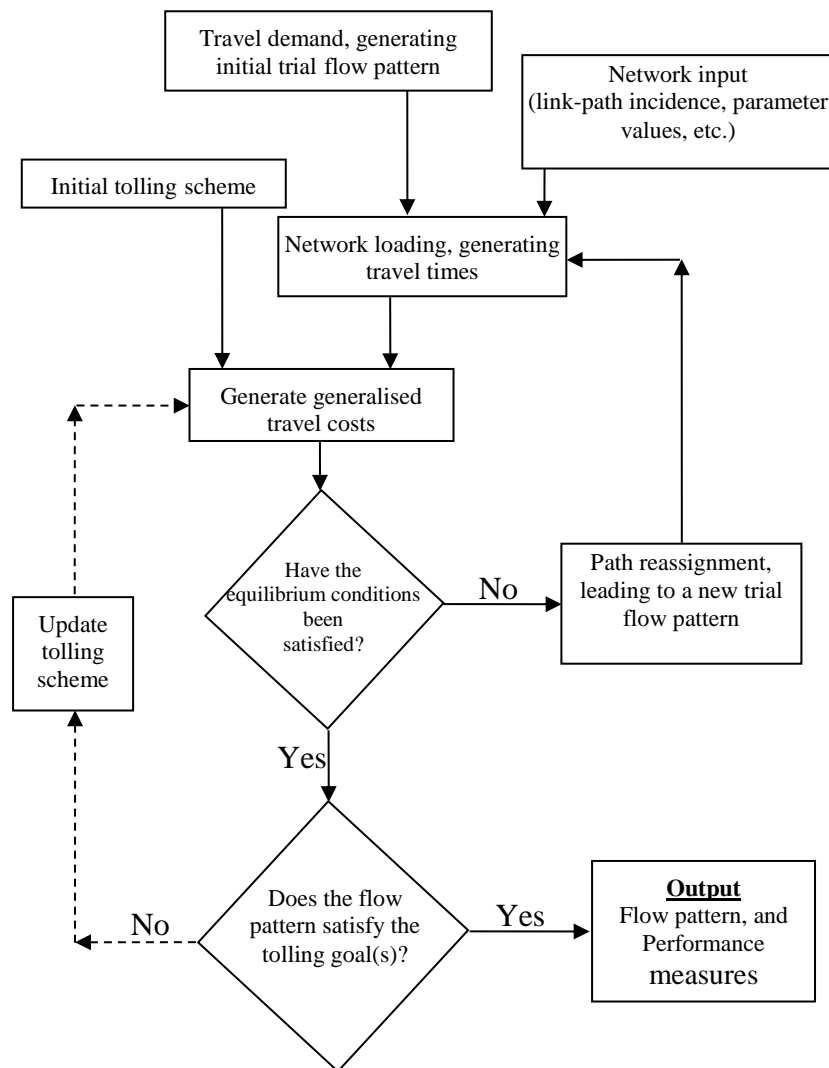 Travel demand, generating
initial trial flow pattern
Network input
(link-path incidence, parameter
values, etc.)
Initial tolling scheme
Network loading, generating
travel times
Generate generalised
travel costs
Have the
equilibrium conditions
been
satisfied?
No
Path reassignment,
leading to a new trial
flow pattern
Update
tolling
scheme
Yes
Does the flow
pattern satisfy the
tolling goal(s)?
No
Yes
Output
Flow pattern, and
Performance
measures